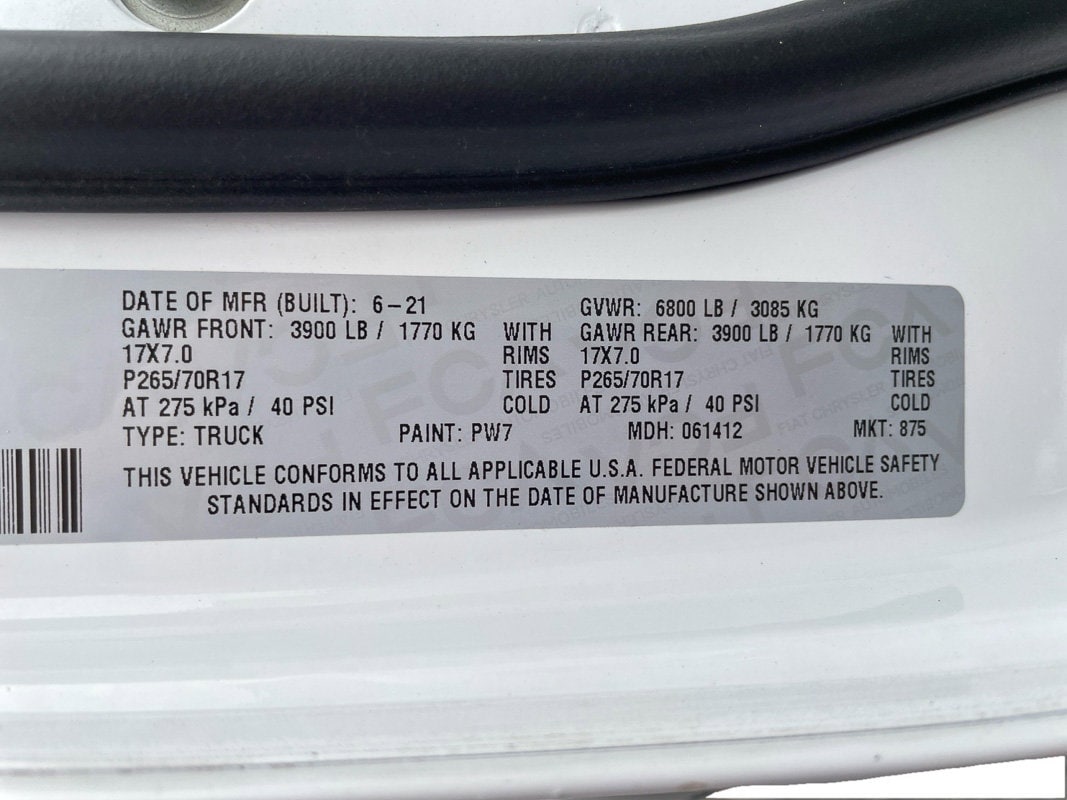 DATE OF MFR (BUILT): 6-21 GVWR: 6800 LB / 3085 KG
GAWR FRONT: 3900 LB / 1770 KG WITH GAWR REAR: 3900 LB / 1770 KG WITH
17X7.0 RIMS 17X7.0 RIMS
P265/70R17 TIRES P265/70R17 TIRES
AT 275 kPa / 40 PSI COLD AT 275 kPa / 40 PSI COLD
TYPE: TRUCK PAINT: PW7 MDH: 061412 MKT: 875
THIS VEHICLE CONFORMS TO ALL APPLICABLE U.S.A. FEDERAL MOTOR VEHICLE SAFETY
STANDARDS IN EFFECT ON THE DATE OF MANUFACTURE SHOWN ABOVE.